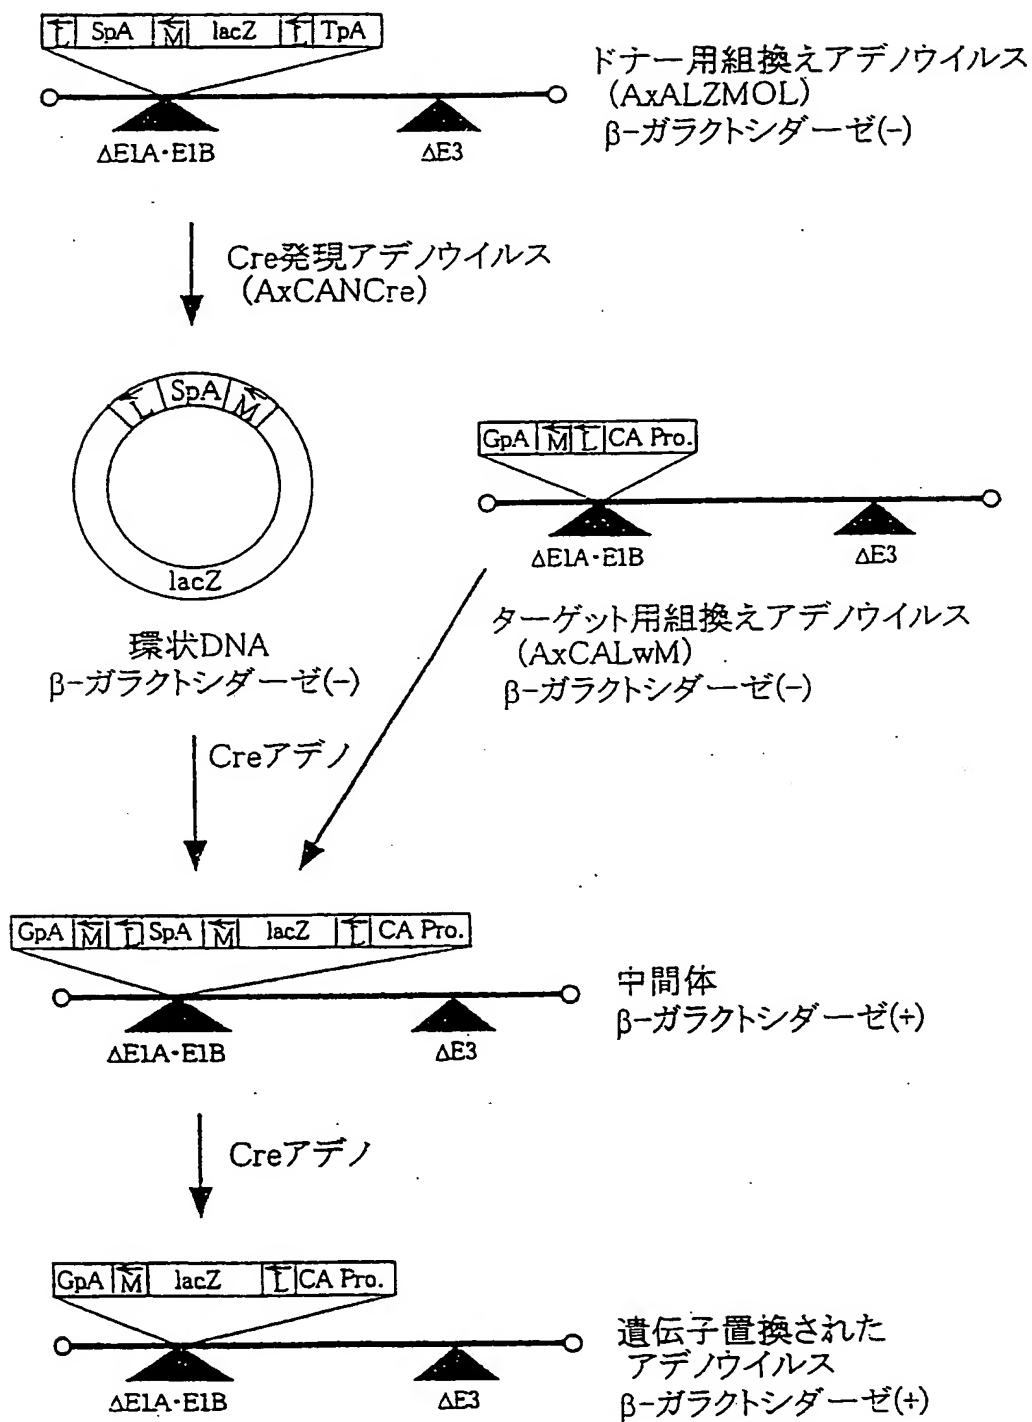 L SpA M lacZ L TpA
ドナー用組換えアデノウイルス
(AxALZMOL)
β-ガラクトシダーゼ(-)
ΔE1A·E1B
ΔE3
Cre発現アデノウイルス
(AxCANCre)
L SpA M
lacZ
環状DNA
β-ガラクトシダーゼ(-)
GpA M L CA Pro.
ΔE1A·E1B
ΔE3
ターゲット用組換えアデノウイルス
(AxCALwM)
β-ガラクトシダーゼ(-)
Creアデノ
GpA M L SpA M lacZ L CA Pro.
ΔE1A·E1B
ΔE3
中間体
β-ガラクトシダーゼ(+)
Creアデノ
GpA M lacZ L CA Pro.
ΔE1A·E1B
ΔE3
遺伝子置換された
アデノウイルス
β-ガラクトシダーゼ(+)